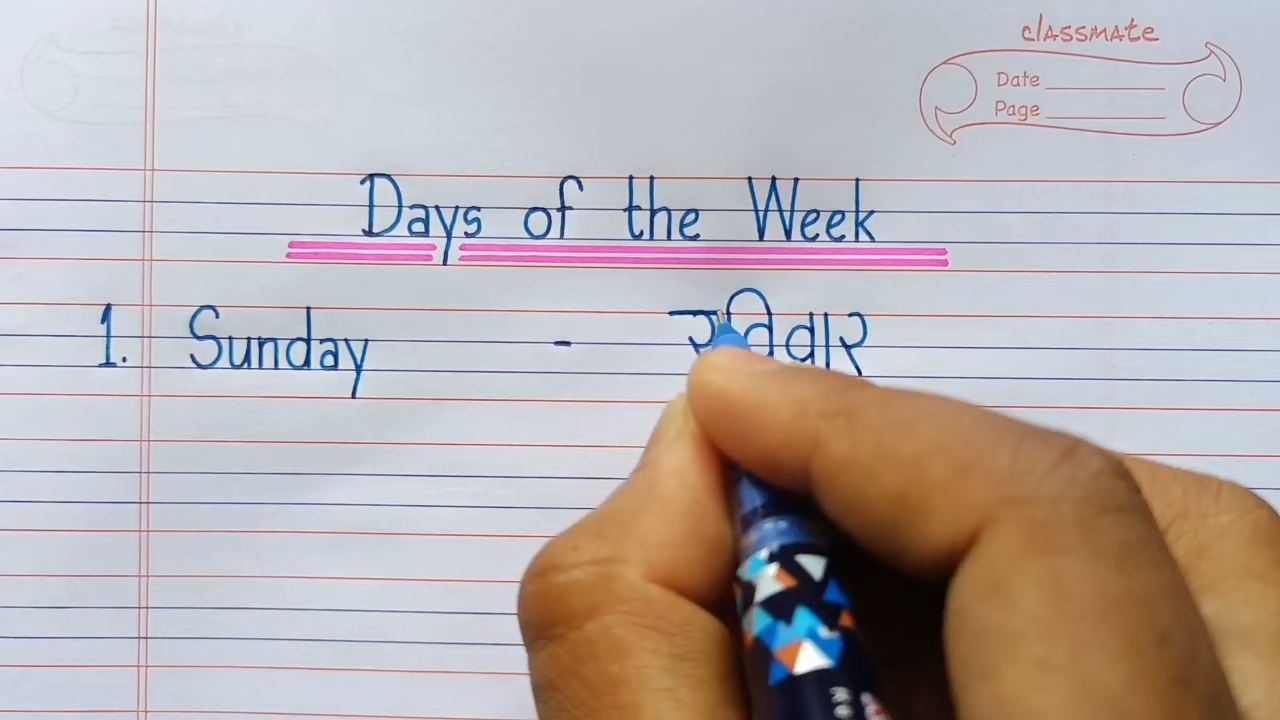 classmate
Date
Page
Days of the Week
1. Sunday - रविवार